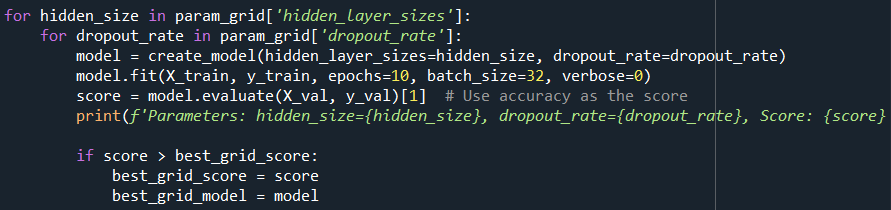 for hidden_size in param_grid['hidden_layer_sizes']:
    for dropout_rate in param_grid['dropout_rate']:
        model = create_model(hidden_layer_sizes=hidden_size, dropout_rate=dropout_rate)
        model.fit(X_train, y_train, epochs=10, batch_size=32, verbose=0)
        score = model.evaluate(X_val, y_val)[1]  # Use accuracy as the score
        print(f'Parameters: hidden_size={hidden_size}, dropout_rate={dropout_rate}, Score: {score}
        if score > best_grid_score:
            best_grid_score = score
            best_grid_model = model